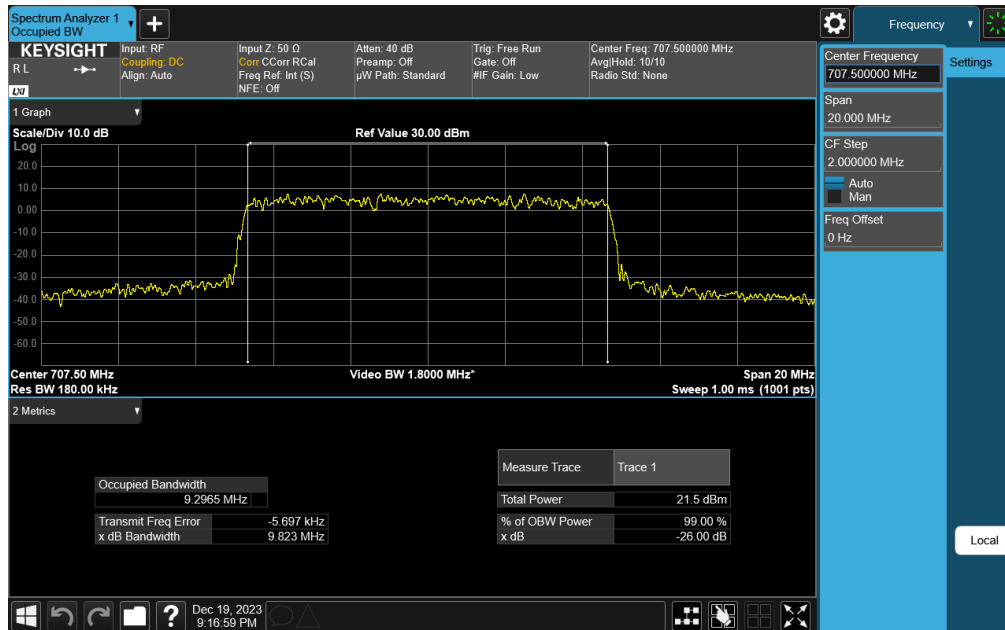 Spectrum Analyzer 1
Occupied BW
Frequency
KEYSIGHT
R L
LXI
Input: RF
Coupling: DC
Align: Auto
Input Z: 50 Ω
Corr CCorr RCal
Freq Ref: Int (S)
NFE: Off
Atten: 40 dB
Preamp: Off
µW Path: Standard
Trig: Free Run
Gate: Off
#IF Gain: Low
Center Freq: 707.500000 MHz
Avg|Hold: 10/10
Radio Std: None
Center Frequency
707.500000 MHz
Settings
Span
20.000 MHz
CF Step
2.000000 MHz
Auto
Man
Freq Offset
0 Hz
Local
1 Graph
Scale/Div 10.0 dB
Ref Value 30.00 dBm
Log
20.0
10.0
0.00
-10.0
-20.0
-30.0
-40.0
-50.0
-60.0
Center 707.50 MHz
Video BW 1.8000 MHz*
Span 20 MHz
Res BW 180.00 kHz
Sweep 1.00 ms (1001 pts)
2 Metrics
Occupied Bandwidth
9.2965 MHz
Transmit Freq Error -5.697 kHz
x dB Bandwidth 9.823 MHz
Measure Trace Trace 1
Total Power 21.5 dBm
% of OBW Power 99.00 %
x dB -26.00 dB
?
Dec 19, 2023
9:16:59 PM